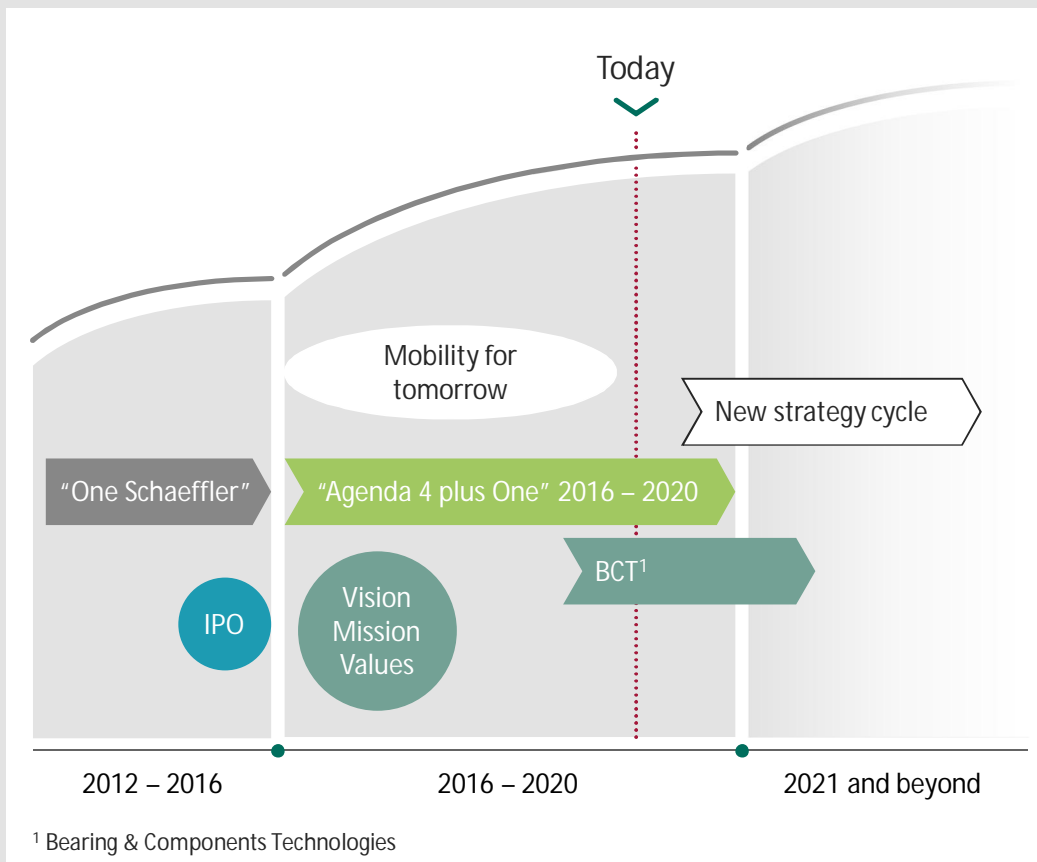 Today
Mobility for
tomorrow
New strategy cycle
“One Schaeffler”
“Agenda 4 plus One” 2016 – 2020
BCT¹
IPO
Vision
Mission
Values
2012 – 2016
2016 – 2020
2021 and beyond
¹ Bearing & Components Technologies